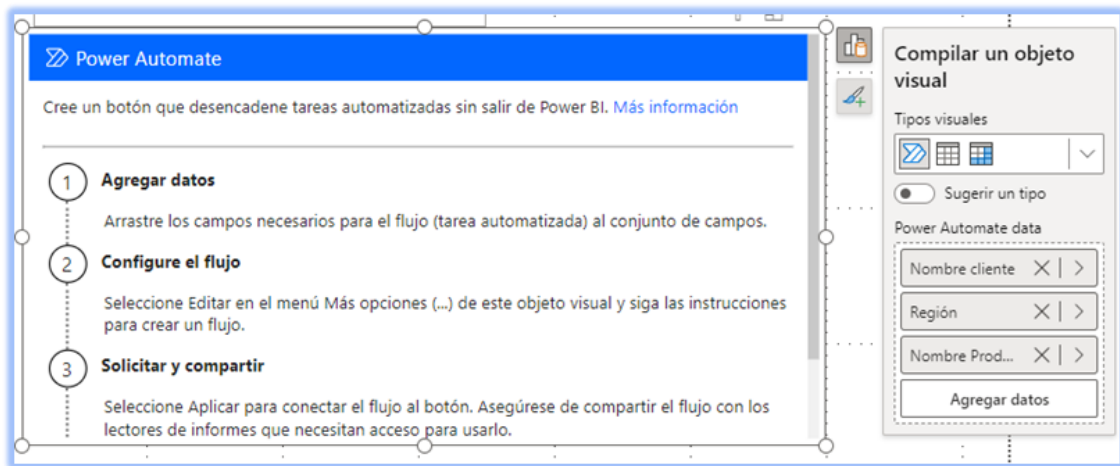 Power Automate
Cree un botón que desencadene tareas automatizadas sin salir de Power BI. Más información
1 Agregar datos
Arrastre los campos necesarios para el flujo (tarea automatizada) al conjunto de campos.
2 Configure el flujo
Seleccione Editar en el menú Más opciones (...) de este objeto visual y siga las instrucciones
para crear un flujo.
3 Solicitar y compartir
Seleccione Aplicar para conectar el flujo al botón. Asegúrese de compartir el flujo con los
lectores de informes que necesitan acceso para usarlo.
Compilar un objeto
visual
Tipos visuales
Sugerir un tipo
Power Automate data
Nombre cliente
Región
Nombre Prod...
Agregar datos